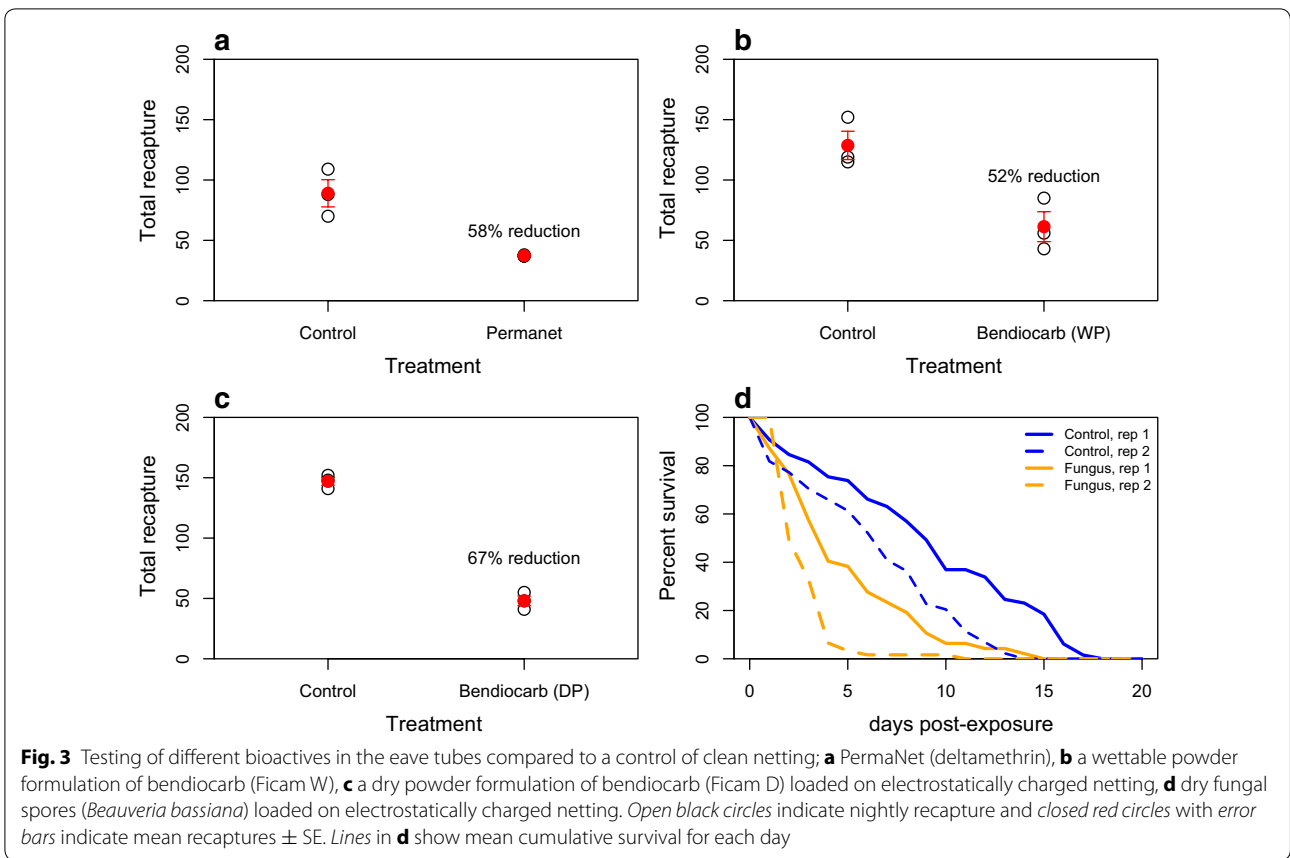 a
200
150
100
50
0
Total recapture
58% reduction
Control
Permanet
Treatment
b
200
150
100
50
0
Total recapture
52% reduction
Control
Bendiocarb (WP)
Treatment
c
200
150
100
50
0
Total recapture
67% reduction
Control
Bendiocarb (DP)
Treatment
d
100
80
60
40
20
0
Percent survival
Control, rep 1
Control, rep 2
Fungus, rep 1
Fungus, rep 2
0
5
10
15
20
days post-exposure
Fig. 3 Testing of different bioactives in the eave tubes compared to a control of clean netting; a PermaNet (deltamethrin), b a wettable powder
formulation of bendiocarb (Ficam W), c a dry powder formulation of bendiocarb (Ficam D) loaded on electrostatically charged netting, d dry fungal
spores (Beauveria bassiana) loaded on electrostatically charged netting. Open black circles indicate nightly recapture and closed red circles with error
bars indicate mean recaptures ± SE. Lines in d show mean cumulative survival for each day